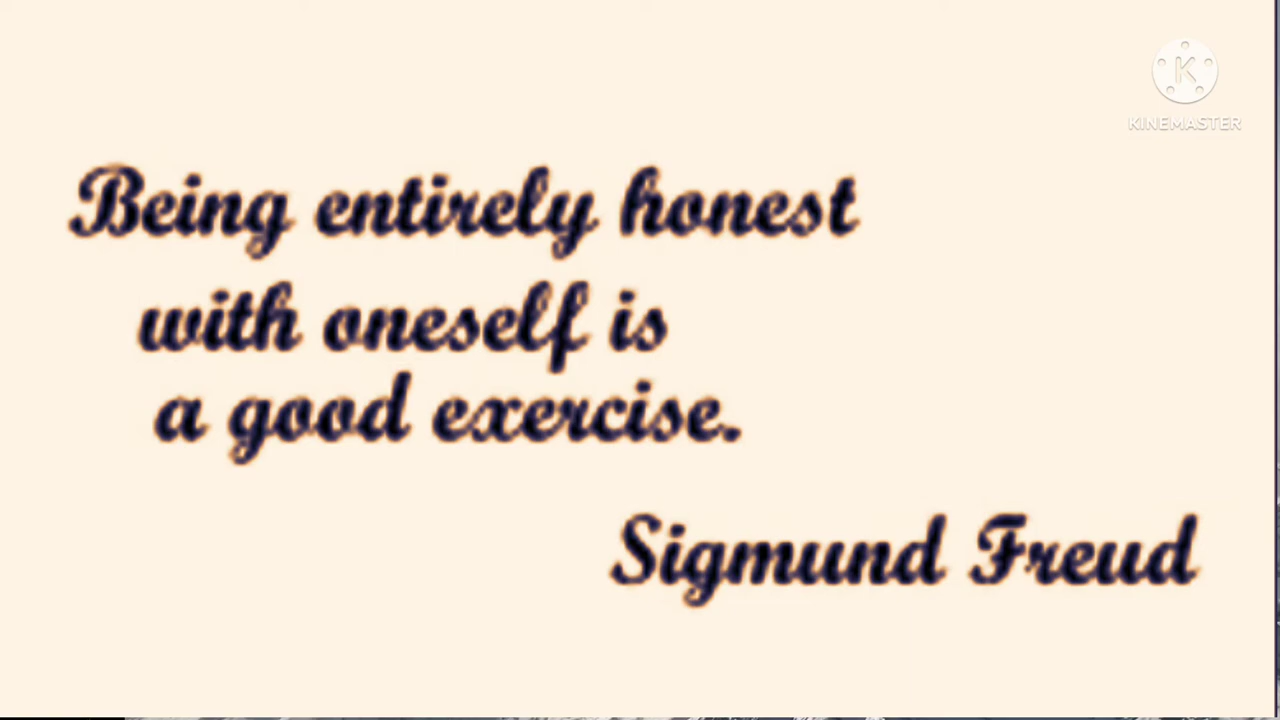 KINEMASTER
Being entirely honest
with oneself is
a good exercise.
Sigmund Freud